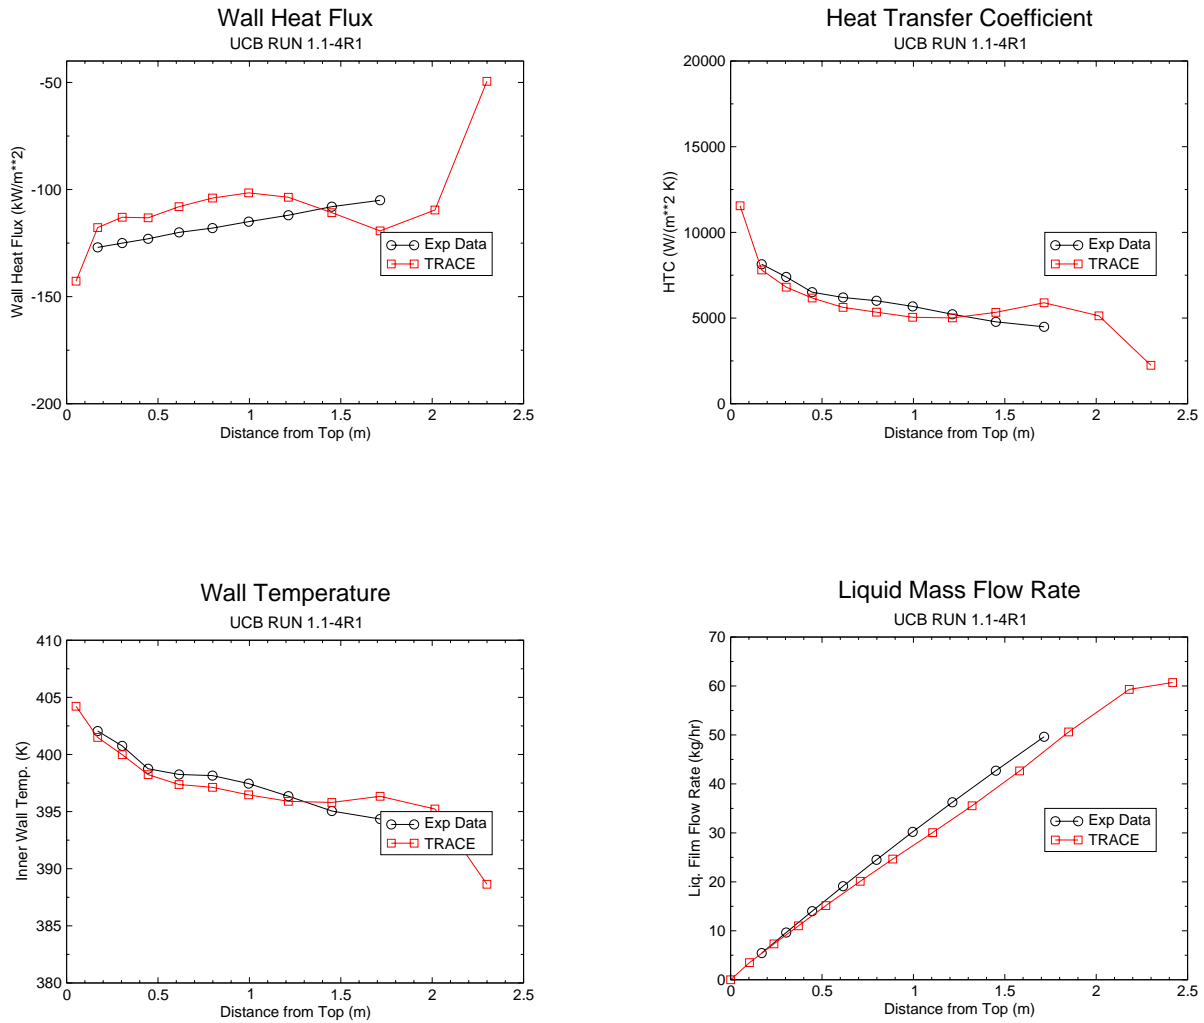 Wall Heat Flux
UCB RUN 1.1-4R1
-50
-100
-150
-200
Wall Heat Flux (kW/m**2)
0
0.5
1
1.5
2
2.5
Distance from Top (m)
Exp Data
TRACE
Heat Transfer Coefficient
UCB RUN 1.1-4R1
20000
15000
10000
5000
0
HTC (W/(m**2 K))
0
0.5
1
1.5
2
2.5
Distance from Top (m)
Exp Data
TRACE
Wall Temperature
UCB RUN 1.1-4R1
410
405
400
395
390
385
380
Inner Wall Temp. (K)
0
0.5
1
1.5
2
2.5
Distance from Top (m)
Exp Data
TRACE
Liquid Mass Flow Rate
UCB RUN 1.1-4R1
70
60
50
40
30
20
10
0
Liq. Film Flow Rate (kg/hr)
0
0.5
1
1.5
2
2.5
Distance from Top (m)
Exp Data
TRACE